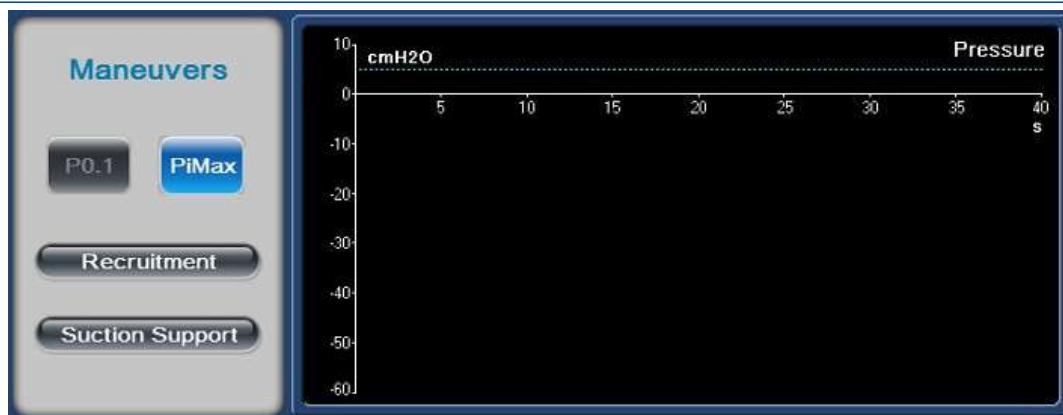 Maneuvers
P0.1 PiMax
Recruitment
Suction Support
cmH2O Pressure
10
0
5 10 15 20 25 30 35 40
s
-10
-20
-30
-40
-50
-60